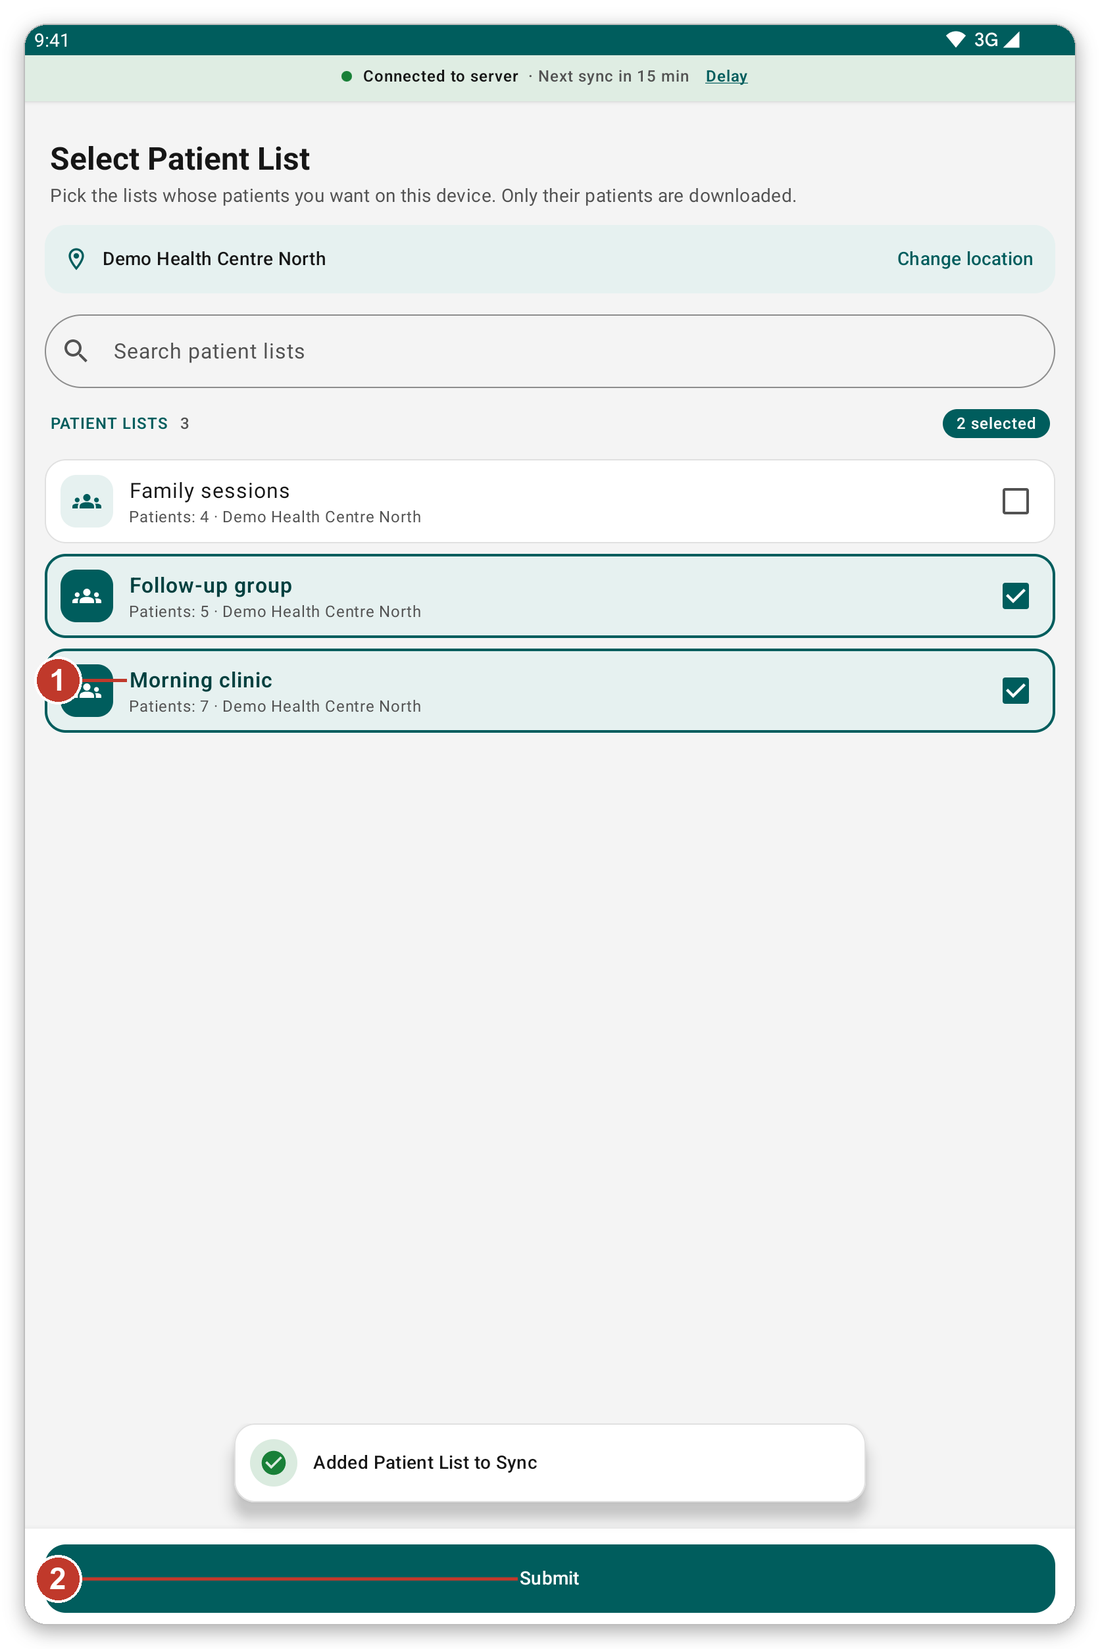 9:41 3G
Connected to server · Next sync in 15 min Delay
Select Patient List
Pick the lists whose patients you want on this device. Only their patients are downloaded.
Demo Health Centre North Change location
Search patient lists
PATIENT LISTS 3 2 selected
Family sessions
Patients: 4 · Demo Health Centre North
Follow-up group
Patients: 5 · Demo Health Centre North
1 Morning clinic
Patients: 7 · Demo Health Centre North
Added Patient List to Sync
2 Submit